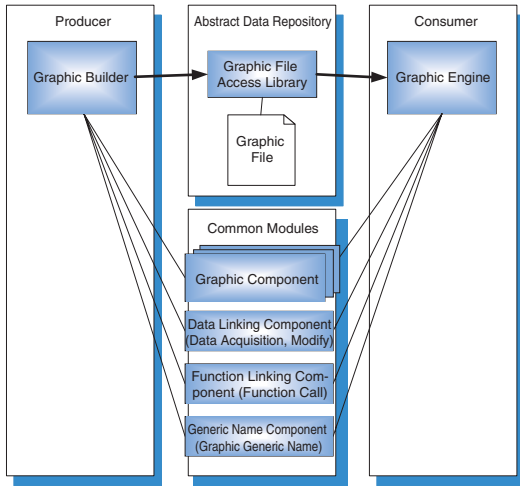 Producer
Graphic Builder
Abstract Data Repository
Graphic File
Access Library
Graphic
File
Consumer
Graphic Engine
Common Modules
Graphic Component
Data Linking Component
(Data Acquisition, Modify)
Function Linking Com-
ponent (Function Call)
Generic Name Component
(Graphic Generic Name)